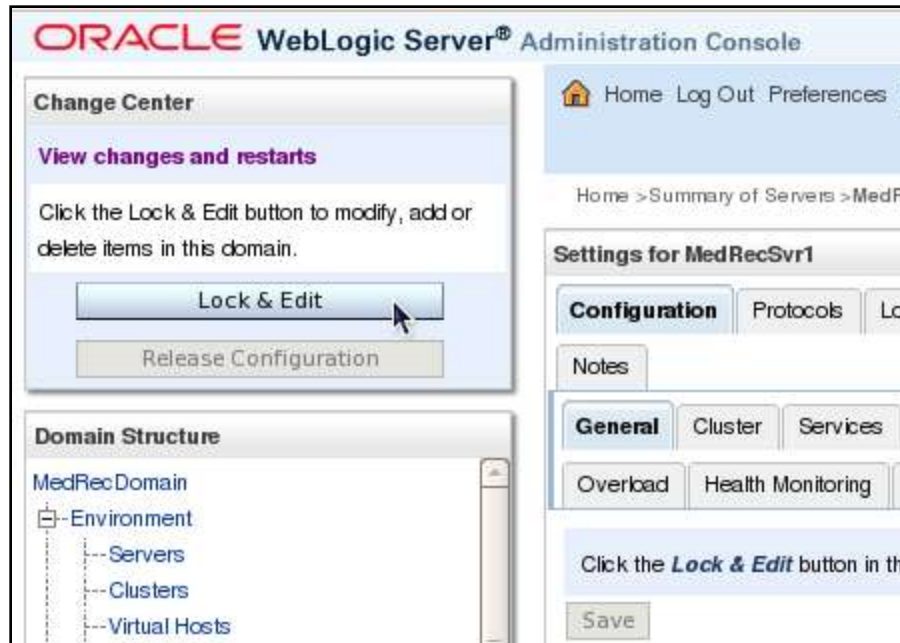 ORACLE WebLogic Server® Administration Console
Change Center
View changes and restarts
Click the Lock & Edit button to modify, add or
delete items in this domain.
Lock & Edit
Release Configuration
Domain Structure
MedRecDomain
Environment
Servers
Clusters
Virtual Hosts
Home Log Out Preferences
Home >Summary of Servers >MedR
Settings for MedRecSvr1
Configuration Protocols Lo
Notes
General Cluster Services
Overload Health Monitoring
Click the Lock & Edit button in th
Save